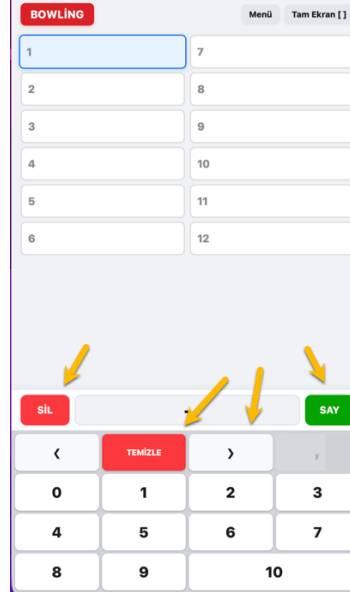 BOWLİNG Menü Tam Ekran [ ]
1 7
2 8
3 9
4 10
5 11
6 12
SİL - SAY
‹ TEMİZLE › ,
0 1 2 3
4 5 6 7
8 9 10